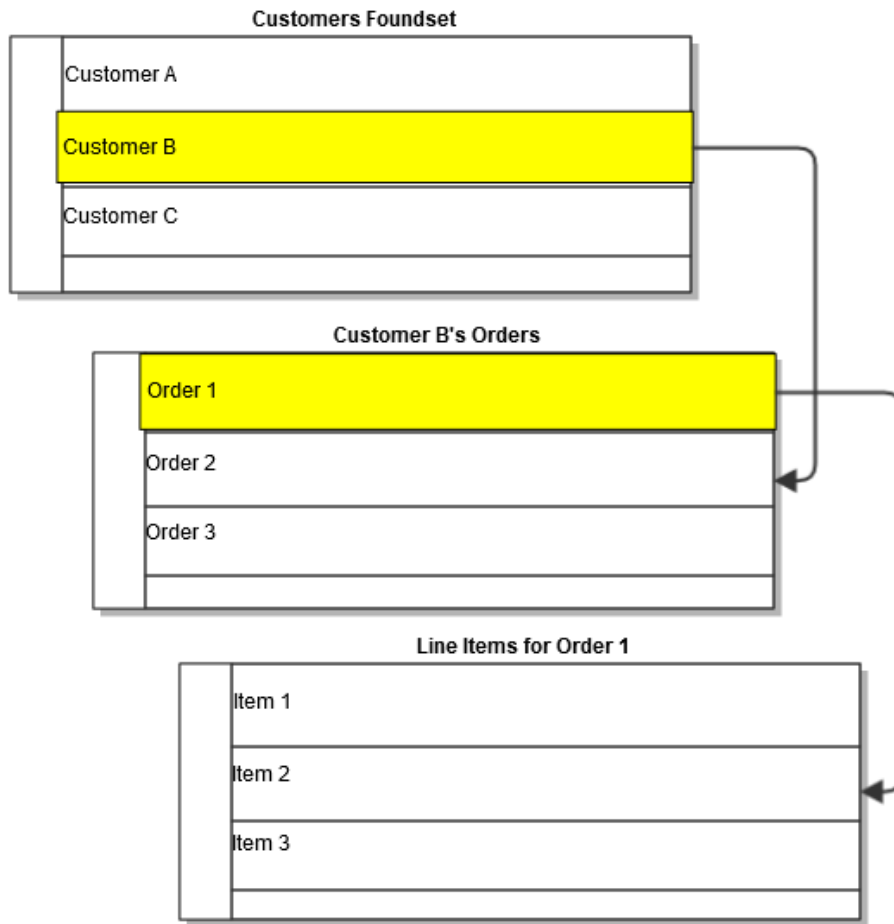 Customers Foundset
Customer A
Customer B
Customer C
Customer B's Orders
Order 1
Order 2
Order 3
Line Items for Order 1
Item 1
Item 2
Item 3